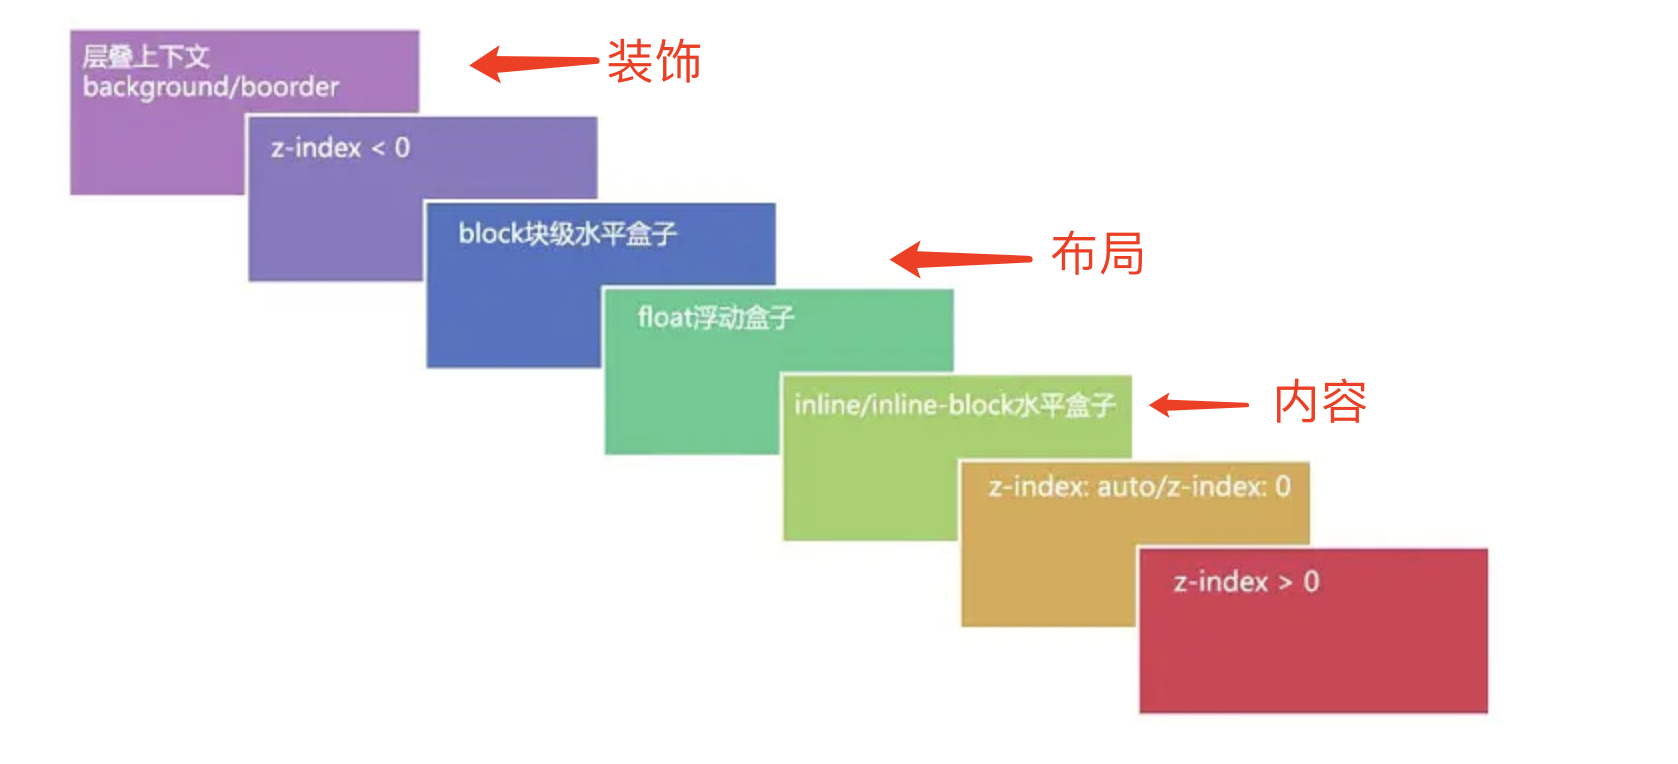 层叠上下文
background/boorder
装饰
z-index < 0
block块级水平盒子
布局
float浮动盒子
inline/inline-block水平盒子
内容
z-index: auto/z-index: 0
z-index > 0